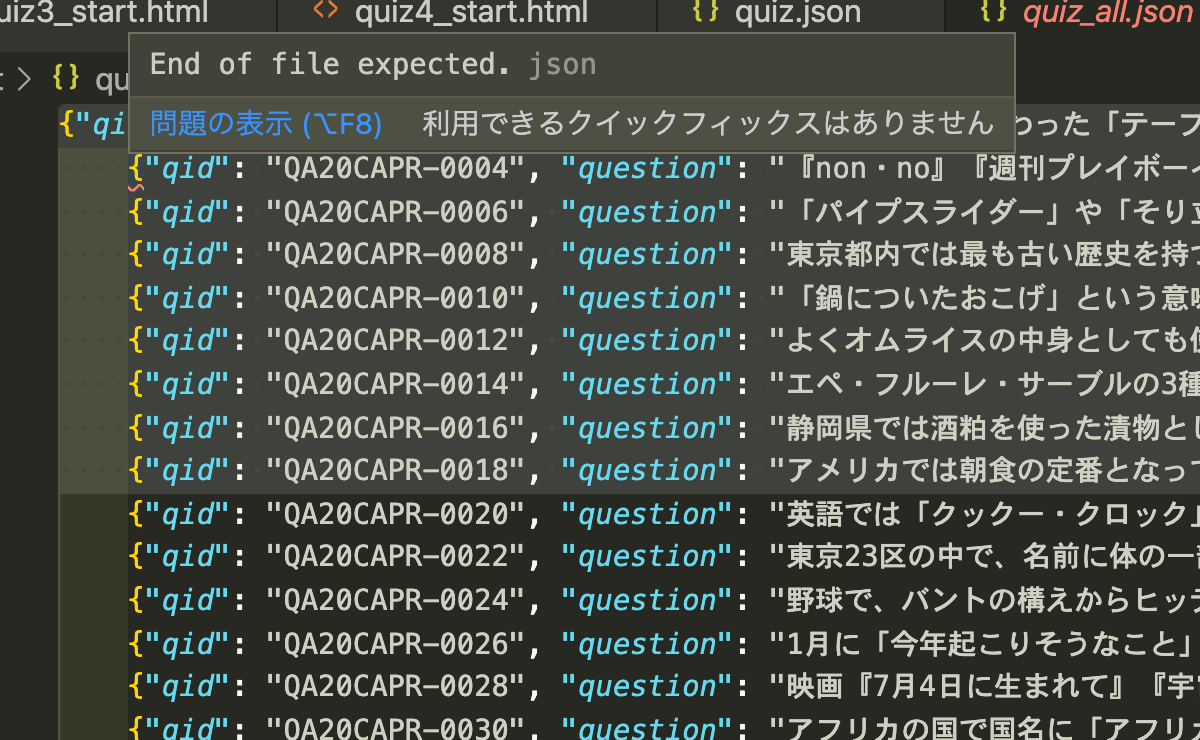 uiz3_start.html <> quiz4_start.html {} quiz.json {} quiz_all.json
> {} qu
End of file expected. json
問題の表示 (⌥F8) 利用できるクイックフィックスはありません
{"qi わった「テープ
{"qid": "QA20CAPR-0004", "question": "『non・no』『週刊プレイボーイ
{"qid": "QA20CAPR-0006", "question": "「パイプスライダー」や「そり立
{"qid": "QA20CAPR-0008", "question": "東京都内では最も古い歴史を持つ
{"qid": "QA20CAPR-0010", "question": "「鍋についたおこげ」という意味
{"qid": "QA20CAPR-0012", "question": "よくオムライスの中身としても使
{"qid": "QA20CAPR-0014", "question": "エペ・フルーレ・サーブルの3種
{"qid": "QA20CAPR-0016", "question": "静岡県では酒粕を使った漬物とし
{"qid": "QA20CAPR-0018", "question": "アメリカでは朝食の定番となって
{"qid": "QA20CAPR-0020", "question": "英語では「クックー・クロック」
{"qid": "QA20CAPR-0022", "question": "東京23区の中で、名前に体の一部
{"qid": "QA20CAPR-0024", "question": "野球で、バントの構えからヒッテ
{"qid": "QA20CAPR-0026", "question": "1月に「今年起こりそうなこと」
{"qid": "QA20CAPR-0028", "question": "映画『7月4日に生まれて』『宇宙
{"qid": "QA20CAPR-0030", "question": "アフリカの国で国名に「アフリカ